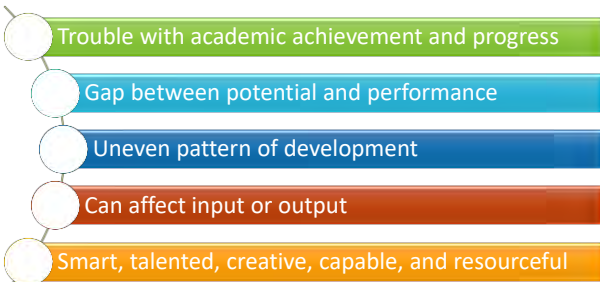 Trouble with academic achievement and progress
Gap between potential and performance
Uneven pattern of development
Can affect input or output
Smart, talented, creative, capable, and resourceful